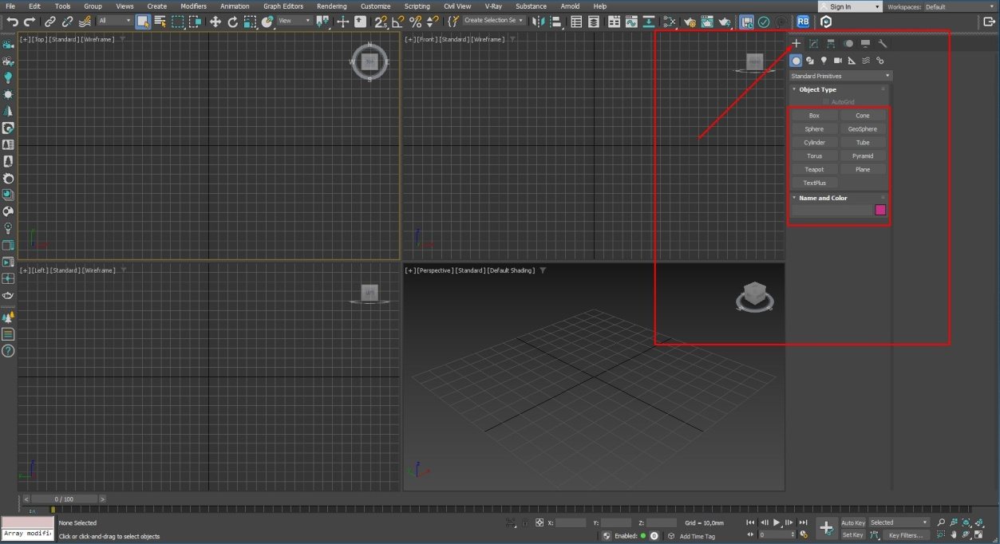 File Edit Tools Group Views Create Modifiers Animation Graph Editors Rendering Customize Scripting Civil View V-Ray Substance Arnold Help Sign In Workspaces: Default
All View Create Selection Se RB
[+][Top][Standard][Wireframe]
[+][Front][Standard][Wireframe]
N
W TOP E
S
Standard Primitives
Object Type
AutoGrid
Box Cone
Sphere GeoSphere
Cylinder Tube
Torus Pyramid
Teapot Plane
TextPlus
Name and Color
[+][Left][Standard][Wireframe]
[+][Perspective][Standard][Default Shading]
< 0 / 100 >
None Selected X: Y: Z: Grid = 10,0mm Auto Key Selected
Array modifi Click or click-and-drag to select objects Enabled: 0 Add Time Tag 0 Set Key Key Filters...